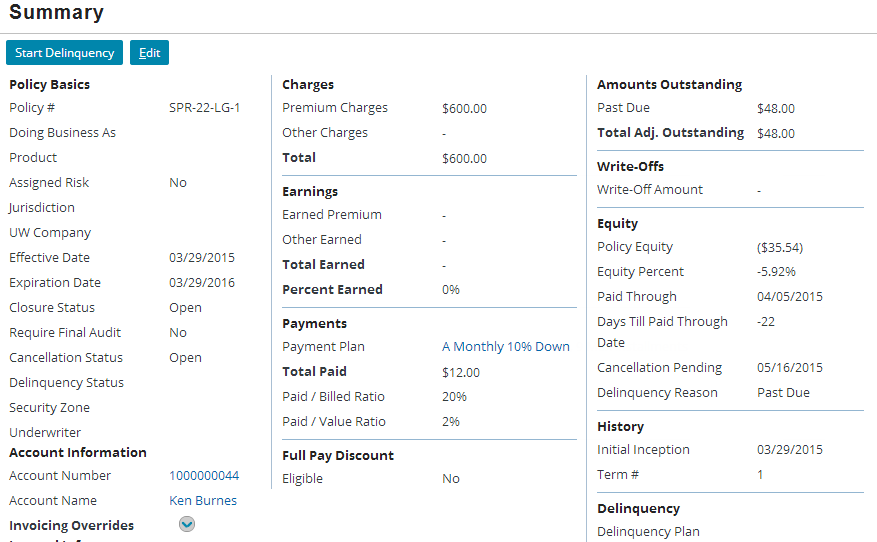 Summary
Start Delinquency Edit
Policy Basics
Policy # SPR-22-LG-1
Doing Business As
Product
Assigned Risk No
Jurisdiction
UW Company
Effective Date 03/29/2015
Expiration Date 03/29/2016
Closure Status Open
Require Final Audit No
Cancellation Status Open
Delinquency Status
Security Zone
Underwriter
Account Information
Account Number 1000000044
Account Name Ken Burnes
Invoicing Overrides
Charges
Premium Charges $600.00
Other Charges -
Total $600.00
Earnings
Earned Premium -
Other Earned -
Total Earned -
Percent Earned 0%
Payments
Payment Plan A Monthly 10% Down
Total Paid $12.00
Paid / Billed Ratio 20%
Paid / Value Ratio 2%
Full Pay Discount
Eligible No
Amounts Outstanding
Past Due $48.00
Total Adj. Outstanding $48.00
Write-Offs
Write-Off Amount -
Equity
Policy Equity ($35.54)
Equity Percent -5.92%
Paid Through 04/05/2015
Days Till Paid Through -22
Date
Cancellation Pending 05/16/2015
Delinquency Reason Past Due
History
Initial Inception 03/29/2015
Term # 1
Delinquency
Delinquency Plan